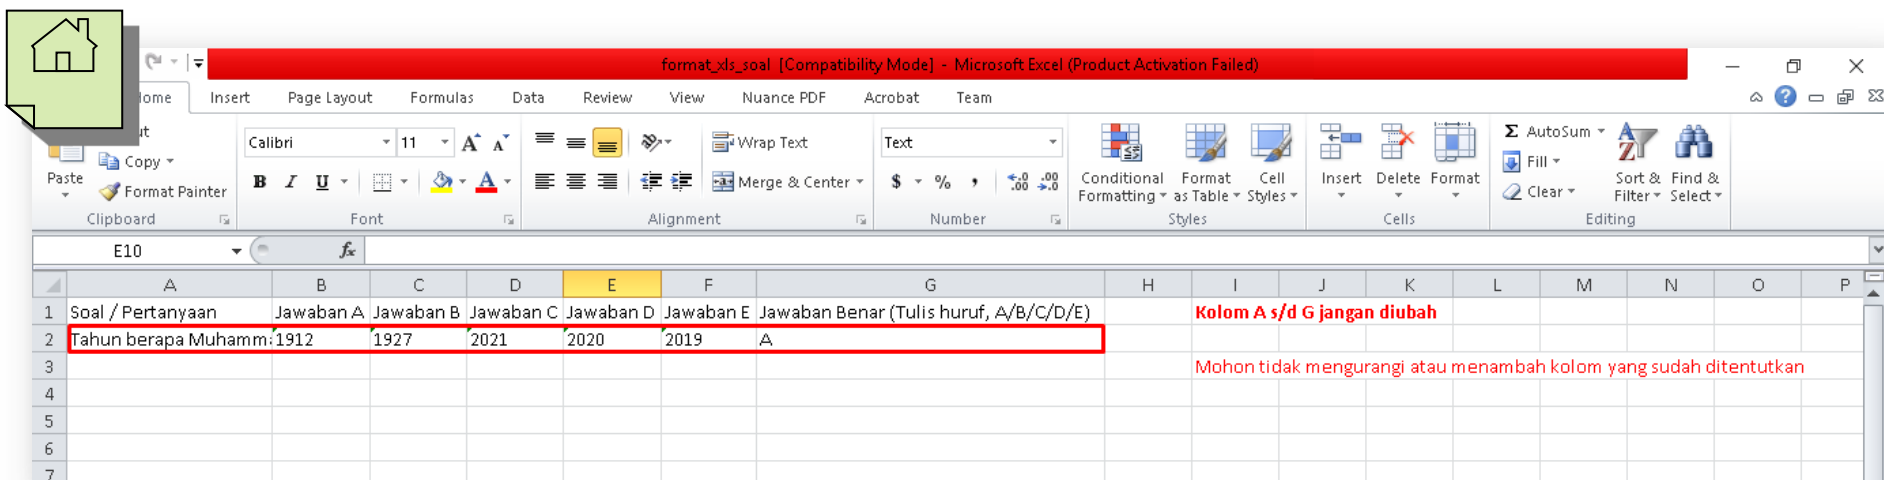 format_xls_soal [Compatibility Mode] - Microsoft Excel (Product Activation Failed)
Insert Page Layout Formulas Data Review View Nuance PDF Acrobat Team
Calibri 11 Wrap Text Text Σ AutoSum
Copy Fill
Paste Format Painter B I U Merge & Center $ % , Conditional Formatting Format as Table Cell Styles Insert Delete Format Clear Sort & Filter Find & Select
Clipboard Font Alignment Number Styles Cells Editing
E10 fx
A B C D E F G H I J K L M N O P
1 Soal / Pertanyaan Jawaban A Jawaban B Jawaban C Jawaban D Jawaban E Jawaban Benar (Tulis huruf, A/B/C/D/E) Kolom A s/d G jangan diubah
2 Tahun berapa 1912 1927 2021 2020 2019 A
3 Mohon tidak mengurangi atau menambah kolom yang sudah ditentutkan
4
5
6
7